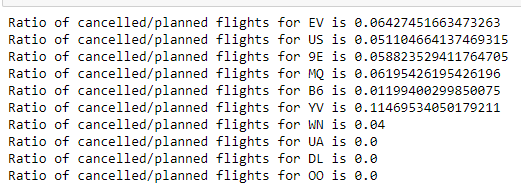 Ratio of cancelled/planned flights for EV is 0.06427451663473263
Ratio of cancelled/planned flights for US is 0.051104664137469315
Ratio of cancelled/planned flights for 9E is 0.058823529411764705
Ratio of cancelled/planned flights for MQ is 0.06195426195426196
Ratio of cancelled/planned flights for B6 is 0.01199400299850075
Ratio of cancelled/planned flights for YV is 0.11469534050179211
Ratio of cancelled/planned flights for WN is 0.04
Ratio of cancelled/planned flights for UA is 0.0
Ratio of cancelled/planned flights for DL is 0.0
Ratio of cancelled/planned flights for OO is 0.0